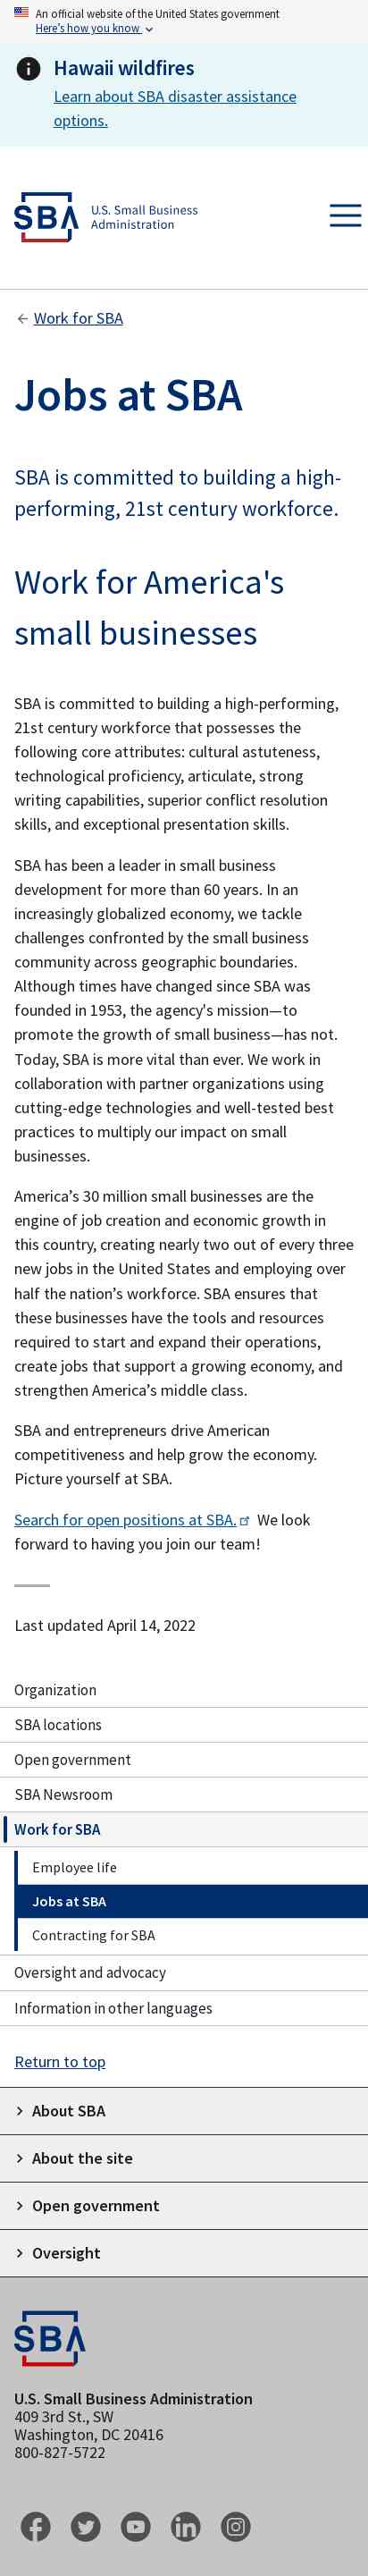 An official website of the United States government
Here’s how you know
Hawaii wildfires
Learn about SBA disaster assistance
options.
SBA
U.S. Small Business
Administration
Work for SBA
Jobs at SBA
SBA is committed to building a high-
performing, 21st century workforce.
Work for America's
small businesses
SBA is committed to building a high-performing,
21st century workforce that possesses the
following core attributes: cultural astuteness,
technological proficiency, articulate, strong
writing capabilities, superior conflict resolution
skills, and exceptional presentation skills.
SBA has been a leader in small business
development for more than 60 years. In an
increasingly globalized economy, we tackle
challenges confronted by the small business
community across geographic boundaries.
Although times have changed since SBA was
founded in 1953, the agency's mission—to
promote the growth of small business—has not.
Today, SBA is more vital than ever. We work in
collaboration with partner organizations using
cutting-edge technologies and well-tested best
practices to multiply our impact on small
businesses.
America’s 30 million small businesses are the
engine of job creation and economic growth in
this country, creating nearly two out of every three
new jobs in the United States and employing over
half the nation’s workforce. SBA ensures that
these businesses have the tools and resources
required to start and expand their operations,
create jobs that support a growing economy, and
strengthen America’s middle class.
SBA and entrepreneurs drive American
competitiveness and help grow the economy.
Picture yourself at SBA.
Search for open positions at SBA. We look
forward to having you join our team!
Last updated April 14, 2022
Organization
SBA locations
Open government
SBA Newsroom
Work for SBA
Employee life
Jobs at SBA
Contracting for SBA
Oversight and advocacy
Information in other languages
Return to top
About SBA
About the site
Open government
Oversight
SBA
U.S. Small Business Administration
409 3rd St., SW
Washington, DC 20416
800-827-5722